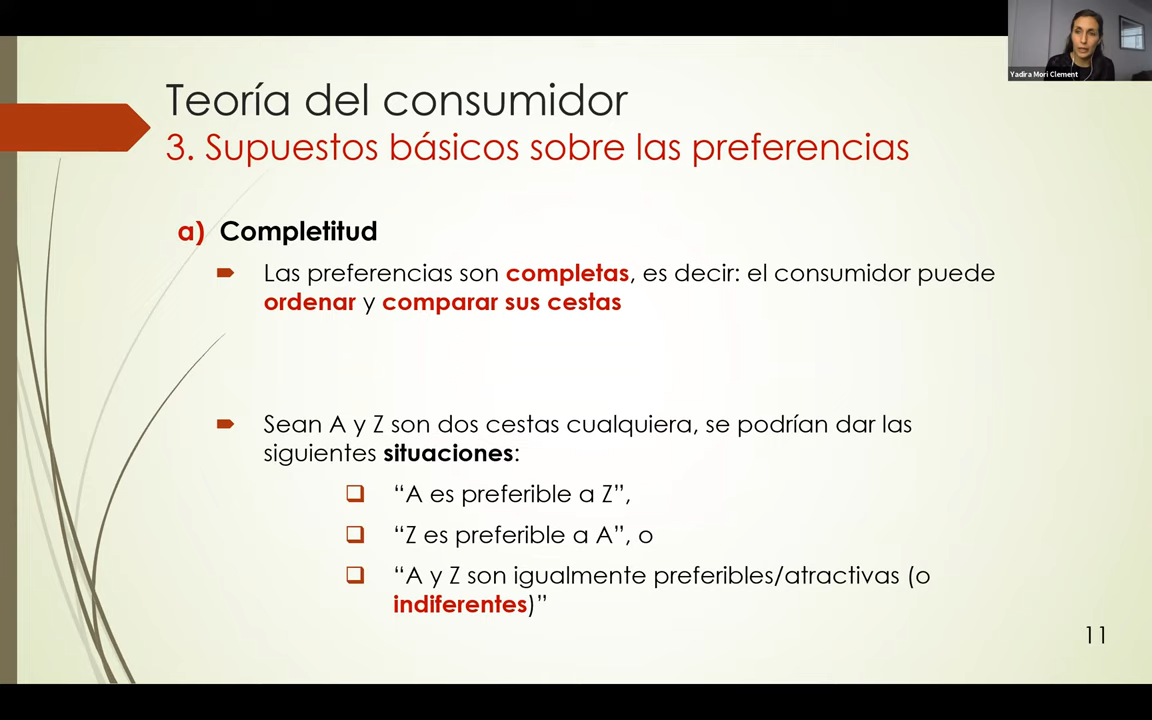 Yadira Mori Clement
Teoría del consumidor
3. Supuestos básicos sobre las preferencias
a) Completitud
Las preferencias son completas, es decir: el consumidor puede
ordenar y comparar sus cestas
Sean A y Z son dos cestas cualquiera, se podrían dar las
siguientes situaciones:
“A es preferible a Z”,
“Z es preferible a A”, o
“A y Z son igualmente preferibles/atractivas (o
indiferentes)”
11